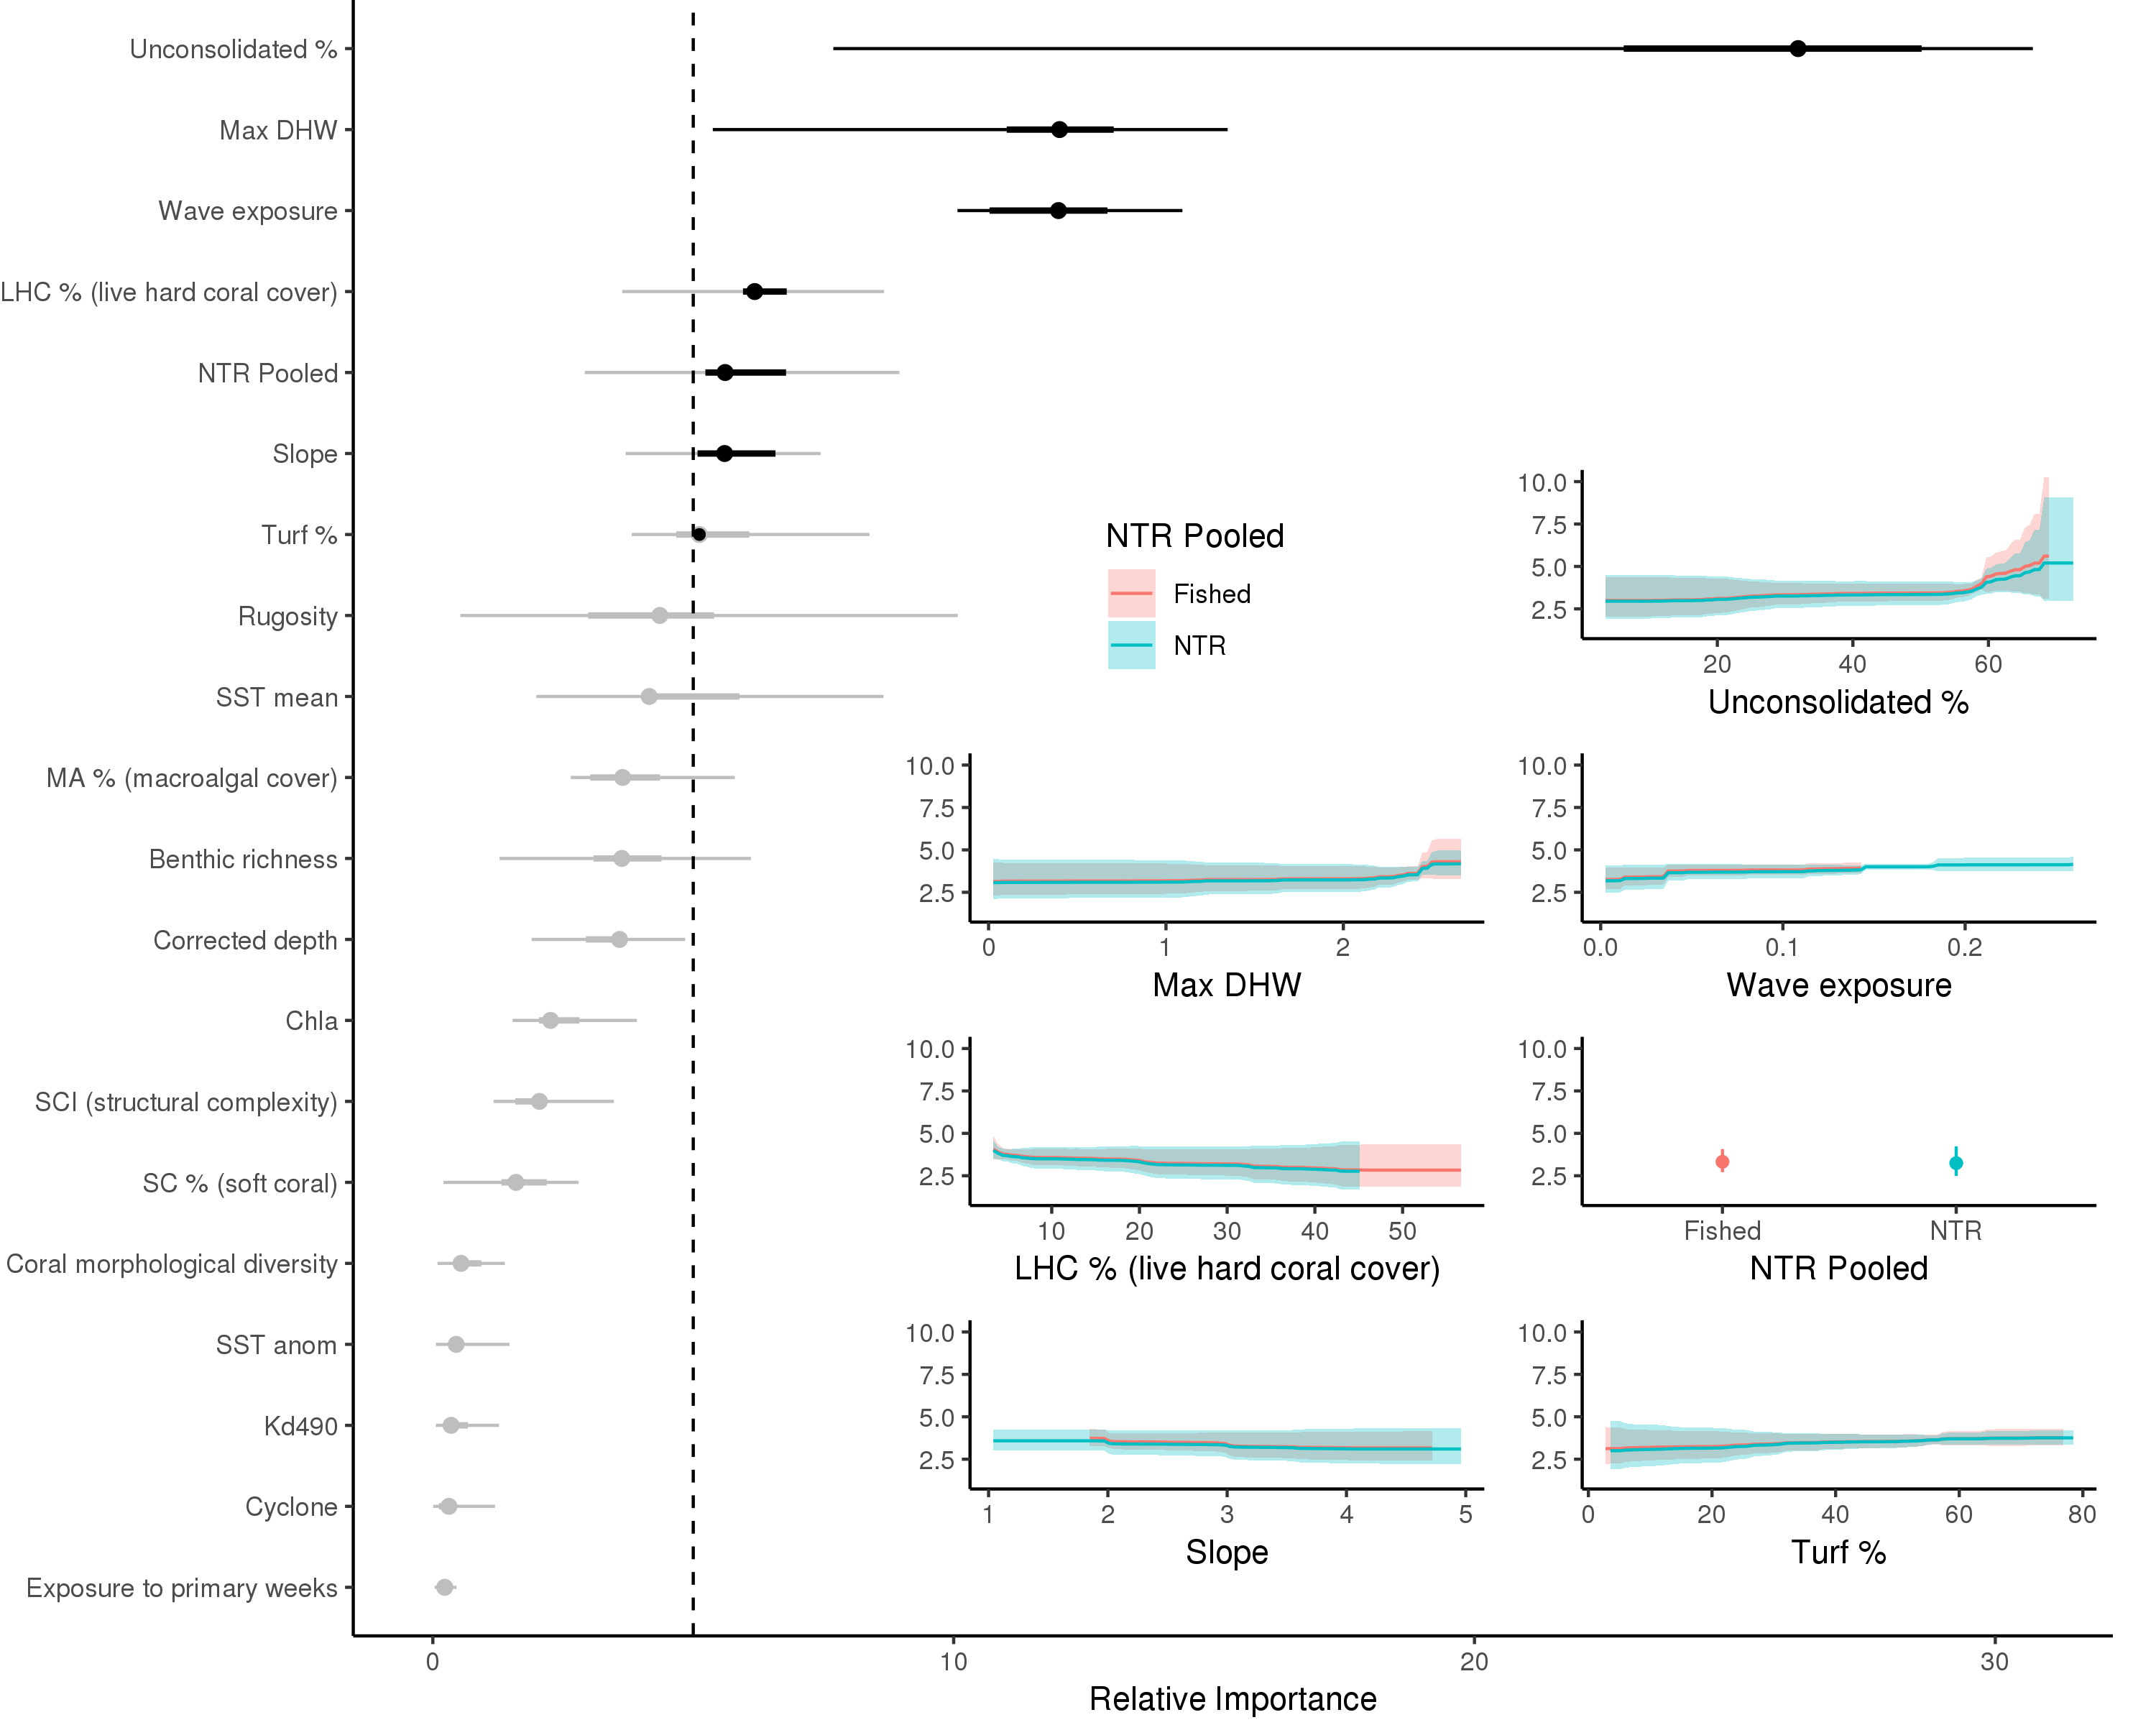 Unconsolidated %
Max DHW
Wave exposure
LHC % (live hard coral cover)
NTR Pooled
Slope
Turf %
Rugosity
SST mean
MA % (macroalgal cover)
Benthic richness
Corrected depth
Chla
SCI (structural complexity)
SC % (soft coral)
Coral morphological diversity
SST anom
Kd490
Cyclone
Exposure to primary weeks
0 10 20 30
Relative Importance
NTR Pooled
Fished
NTR
10.0
7.5
5.0
2.5
20 40 60
Unconsolidated %
10.0
7.5
5.0
2.5
0 1 2
Max DHW
10.0
7.5
5.0
2.5
0.0 0.1 0.2
Wave exposure
10.0
7.5
5.0
2.5
10 20 30 40 50
LHC % (live hard coral cover)
10.0
7.5
5.0
2.5
Fished NTR
NTR Pooled
10.0
7.5
5.0
2.5
1 2 3 4 5
Slope
10.0
7.5
5.0
2.5
0 20 40 60 80
Turf %